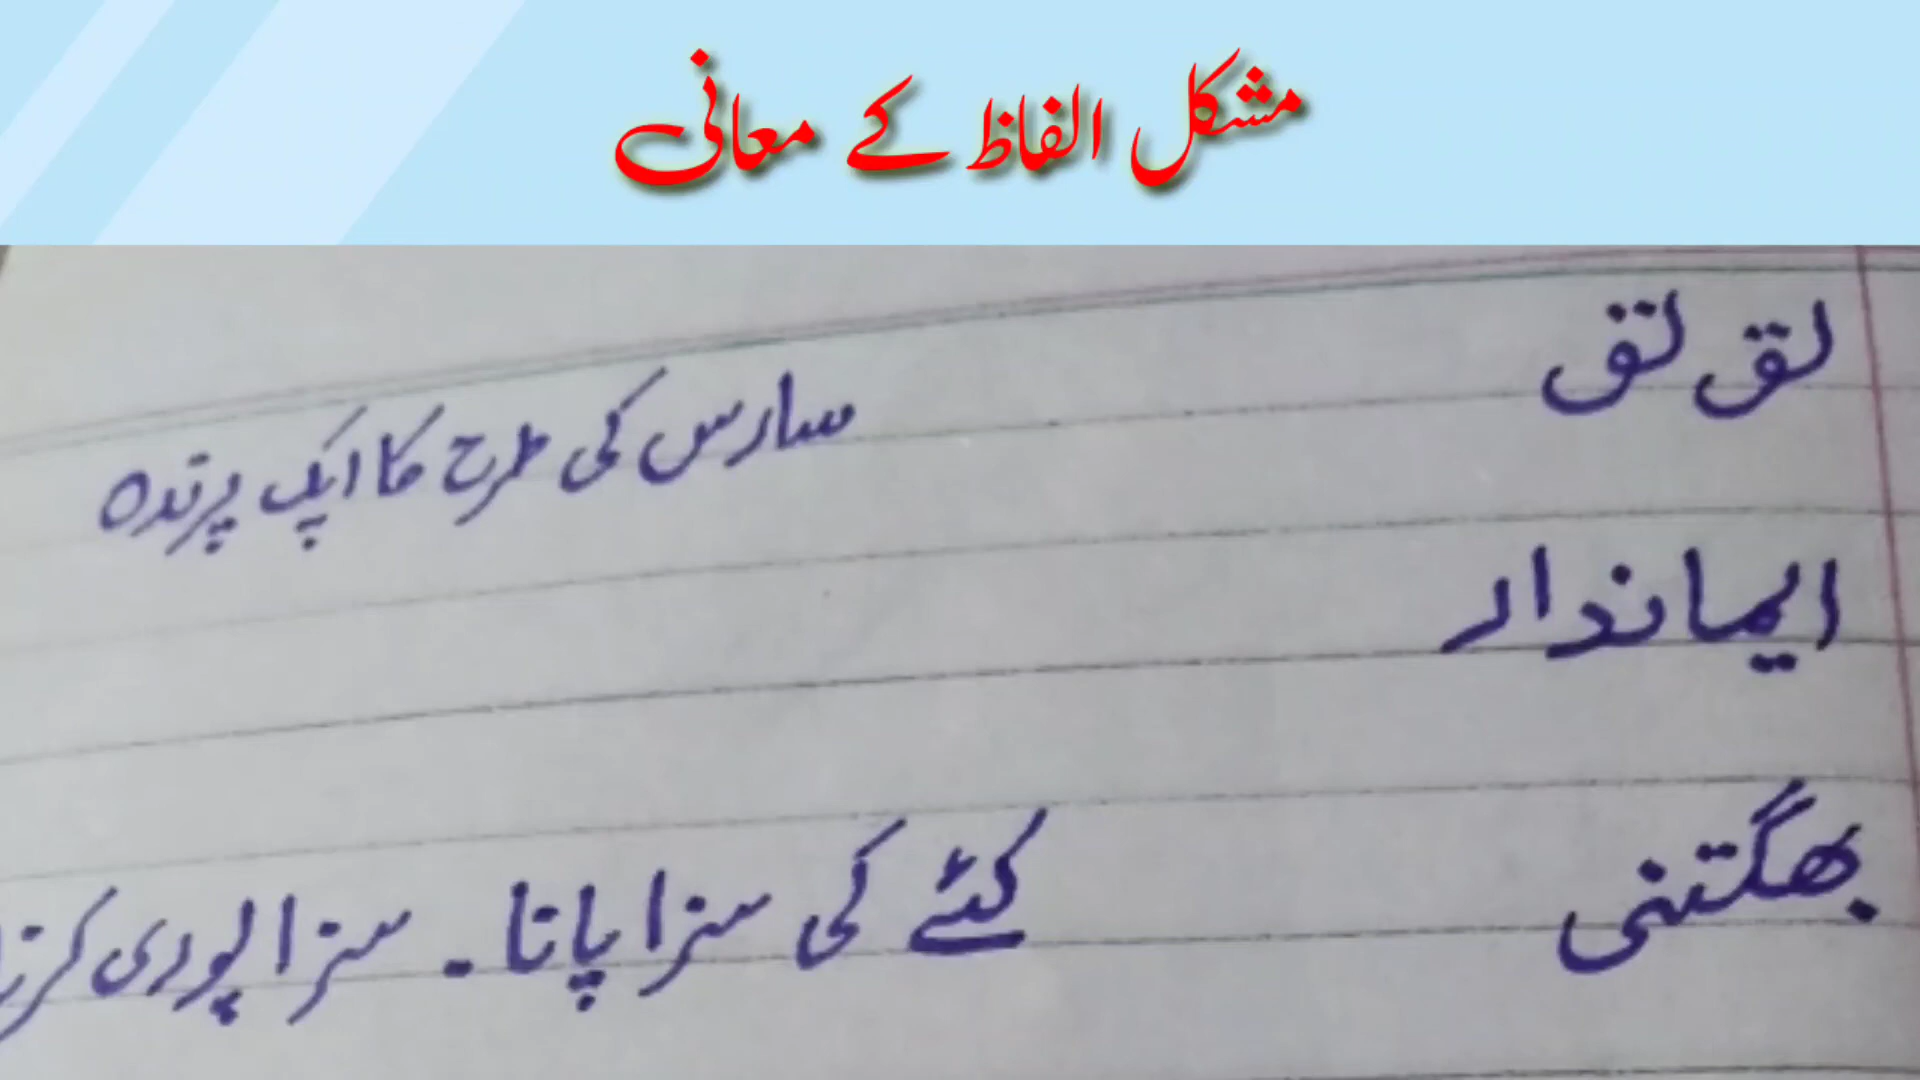 مشکل الفاظ کے معانی
لق لق سارس کی طرح کا ایک پرندہ
ایماندار
بھگتنی کئے کی سزا پانا۔ سزا پوری کرنا